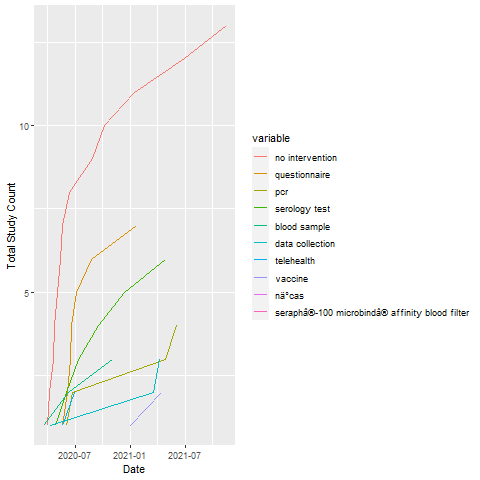 Total Study Count
10
5
2020-07
2021-01
2021-07
Date
variable
no intervention
questionnaire
pcr
serology test
blood sample
data collection
telehealth
vaccine
nä°cas
seraphâ®-100 microbindâ® affinity blood filter